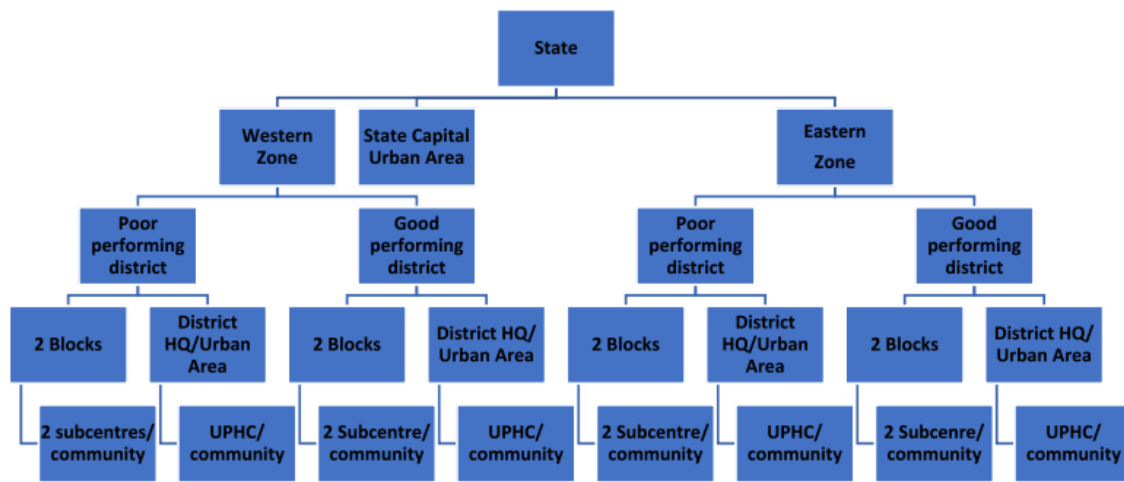 State
Western
Zone
State Capital
Urban Area
Eastern
Zone
Poor
performing
district
Good
performing
district
Poor
performing
district
Good
performing
district
2 Blocks
District
HQ/Urban
Area
2 Blocks
District HQ/
Urban Area
2 Blocks
District
HQ/Urban
Area
2 Blocks
District HQ/
Urban Area
2 subcentres/
community
UPHC/
community
2 Subcentre/
community
UPHC/
community
2 Subcentre/
community
UPHC/
community
2 Subcenre/
community
UPHC/
community